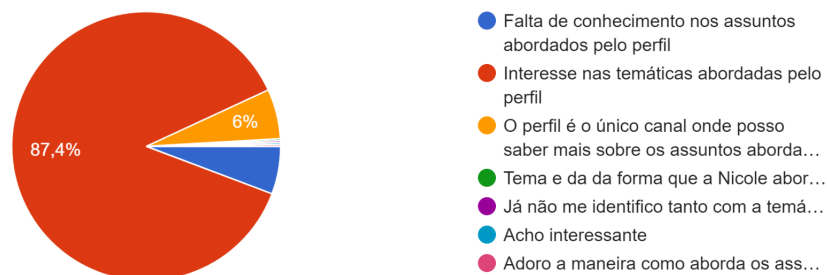 87,4%
6%
Falta de conhecimento nos assuntos
abordados pelo perfil
Interesse nas temáticas abordadas pelo
perfil
O perfil é o único canal onde posso
saber mais sobre os assuntos aborda…
Tema e da da forma que a Nicole abor…
Já não me identifico tanto com a temá…
Acho interessante
Adoro a maneira como aborda os ass…